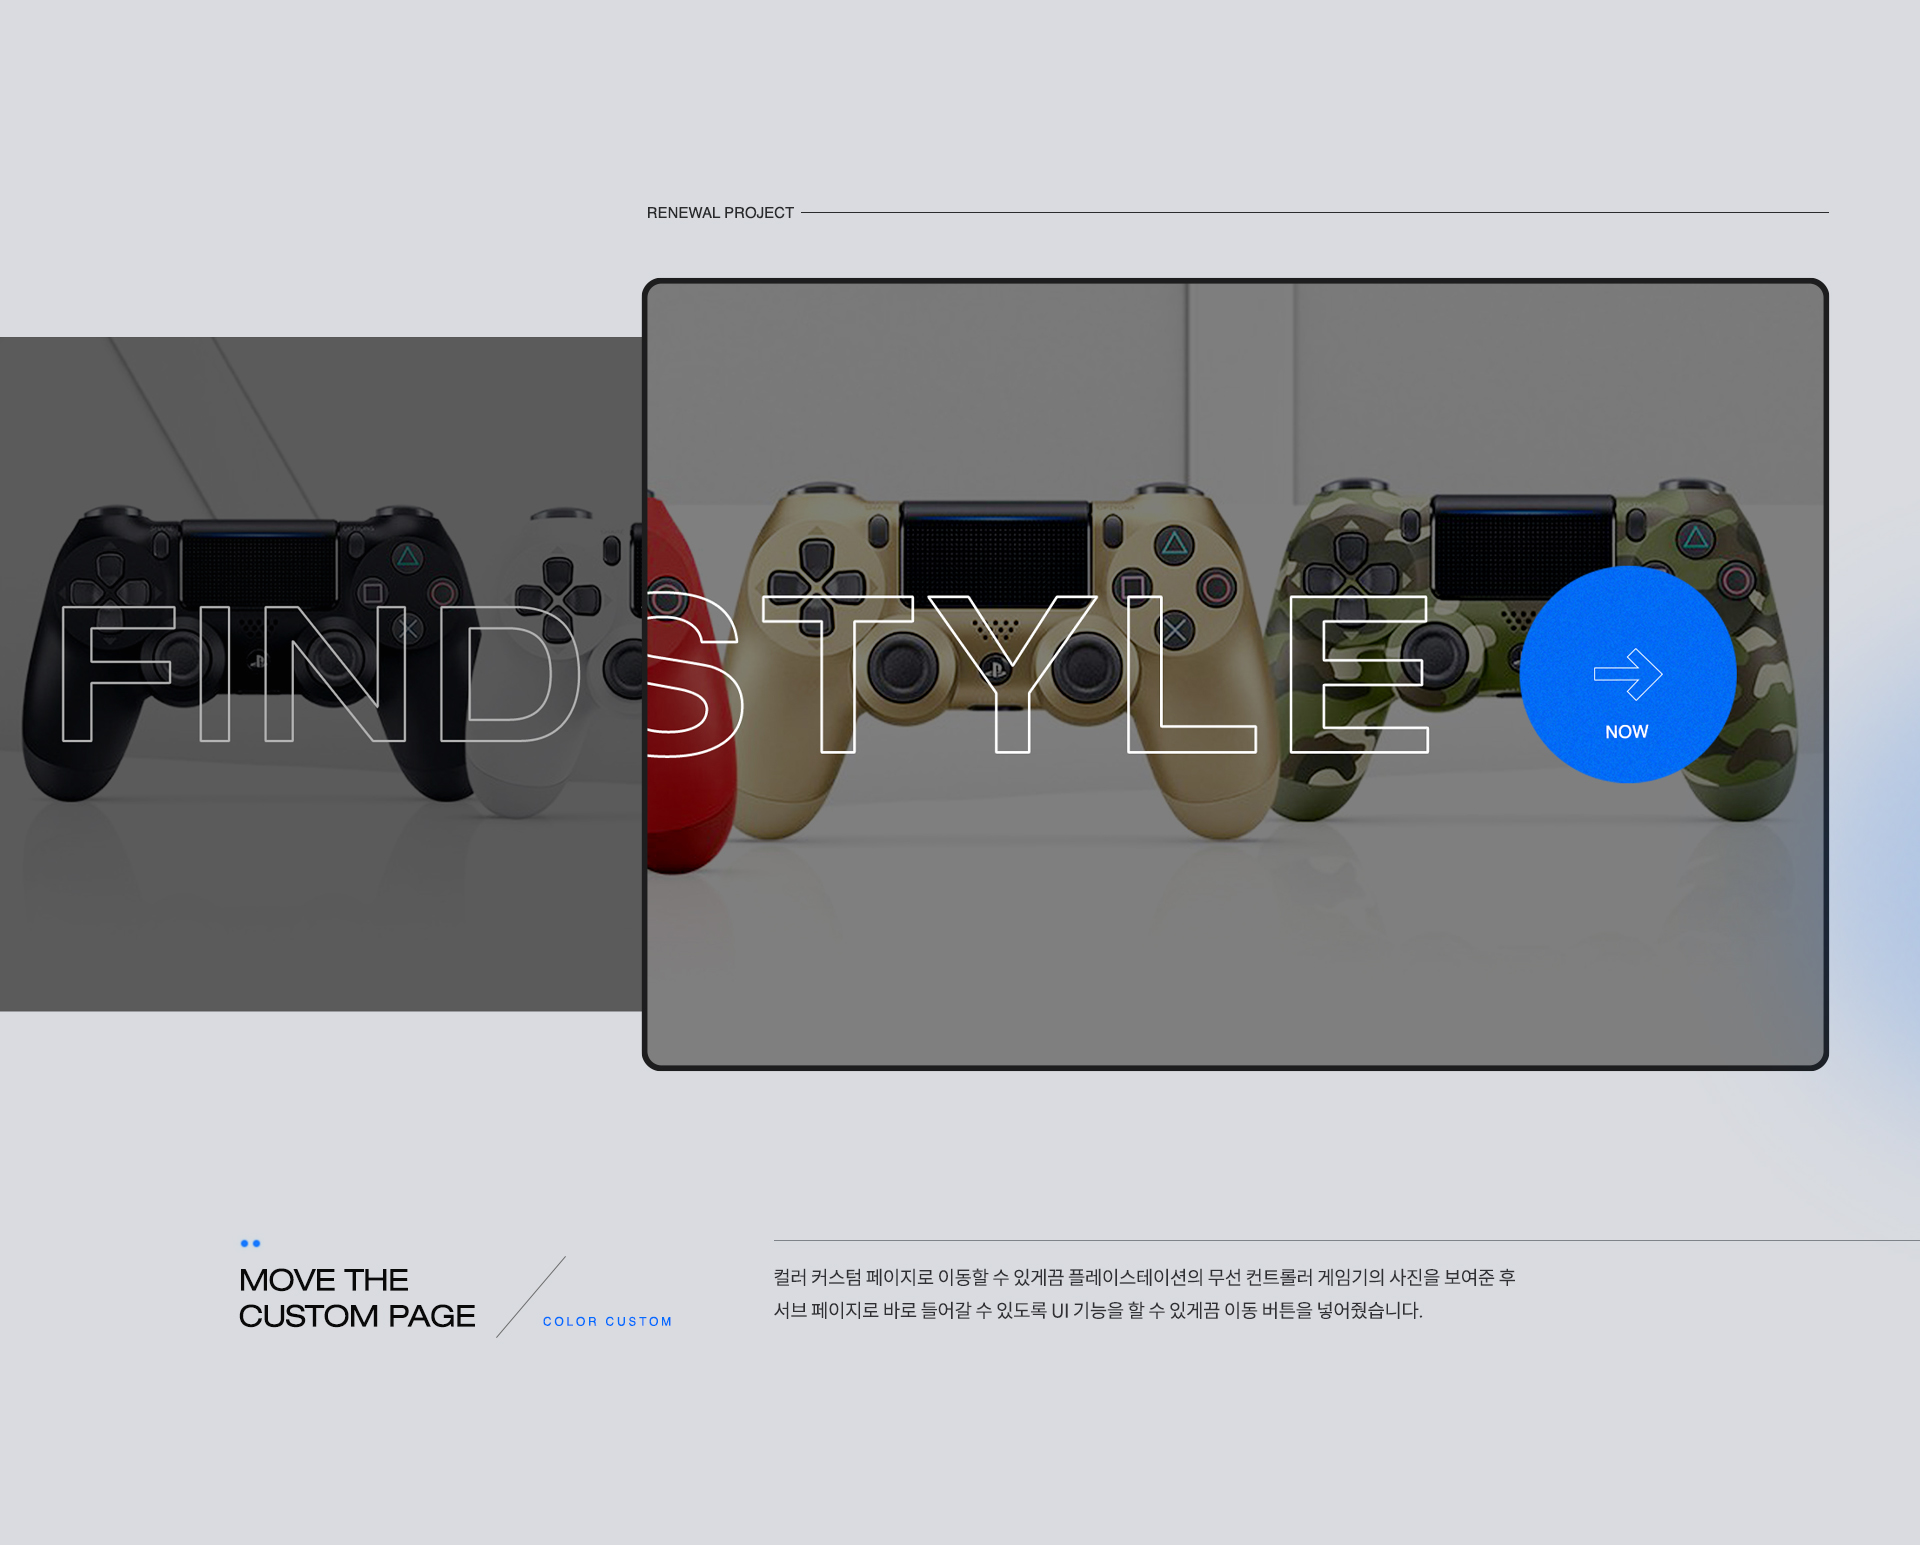 RENEWAL PROJECT
FIND STYLE
NOW
MOVE THE
CUSTOM PAGE
COLOR CUSTOM
컬러 커스텀 페이지로 이동할 수 있게끔 플레이스테이션의 무선 컨트롤러 게임기의 사진을 보여준 후
서브 페이지로 바로 들어갈 수 있도록 UI 기능을 할 수 있게끔 이동 버튼을 넣어줬습니다.